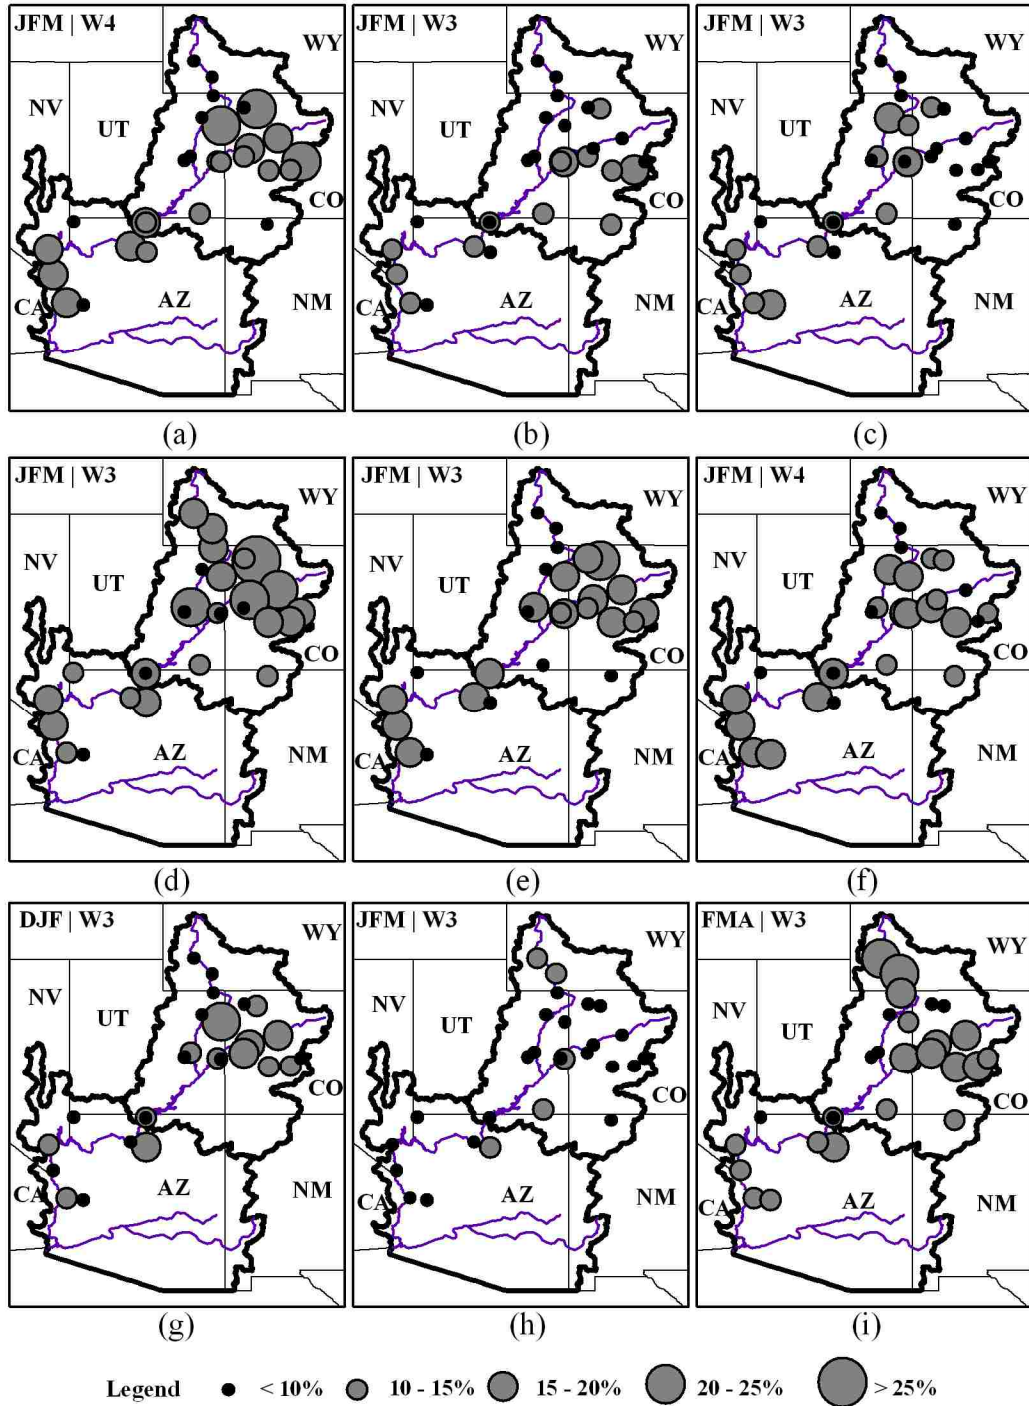 JFM | W4
WY
NV
UT
CO
CA
AZ
NM
(a)
JFM | W3
WY
NV
UT
CO
CA
AZ
NM
(b)
JFM | W3
WY
NV
UT
CO
CA
AZ
NM
(c)
JFM | W3
WY
NV
UT
CO
CA
AZ
NM
(d)
JFM | W3
WY
NV
UT
CO
CA
AZ
NM
(e)
JFM | W4
WY
NV
UT
CO
CA
AZ
NM
(f)
DJF | W3
WY
NV
UT
CO
CA
AZ
NM
(g)
JFM | W3
WY
NV
UT
CO
CA
AZ
NM
(h)
FMA | W3
WY
NV
UT
CO
CA
AZ
NM
(i)
Legend < 10% 10 - 15% 15 - 20% 20 - 25% > 25%